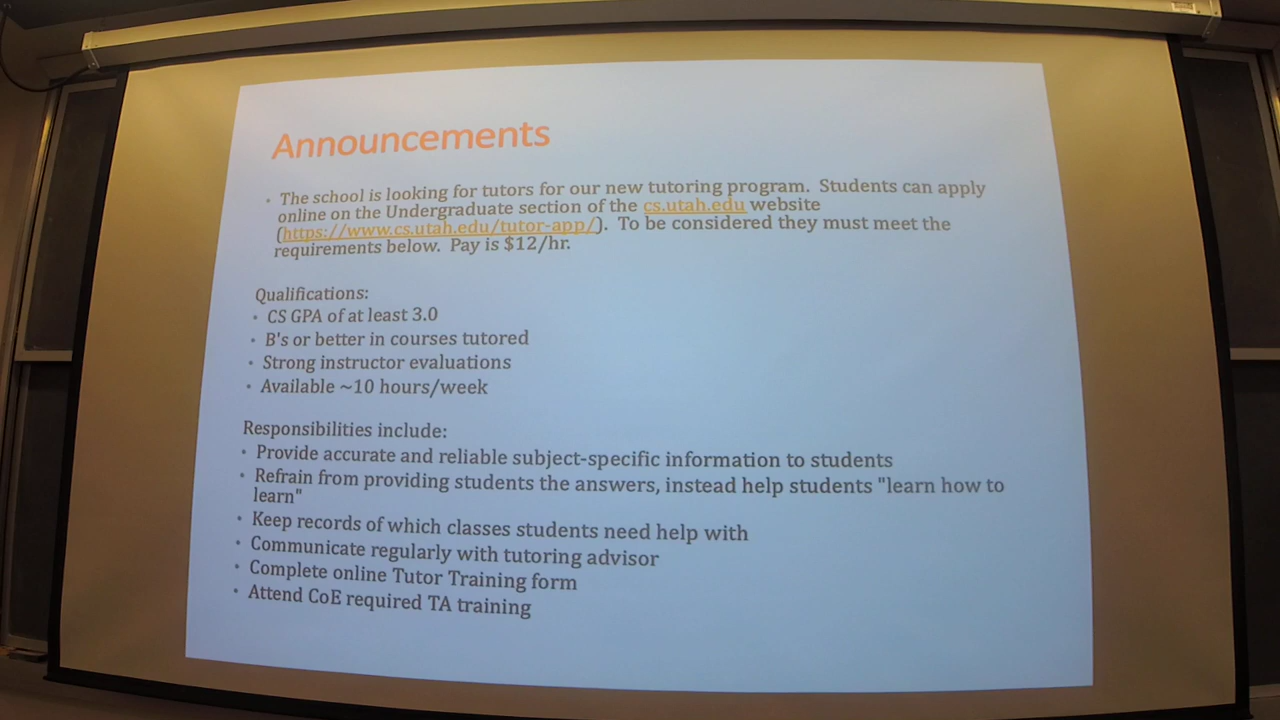 Announcements
• The school is looking for tutors for our new tutoring program. Students can apply
online on the Undergraduate section of the cs.utah.edu website
(https://www.cs.utah.edu/tutor-app/). To be considered they must meet the
requirements below. Pay is $12/hr.
Qualifications:
• CS GPA of at least 3.0
• B's or better in courses tutored
• Strong instructor evaluations
• Available ~10 hours/week
Responsibilities include:
• Provide accurate and reliable subject-specific information to students
• Refrain from providing students the answers, instead help students "learn how to
learn"
• Keep records of which classes students need help with
• Communicate regularly with tutoring advisor
• Complete online Tutor Training form
• Attend CoE required TA training